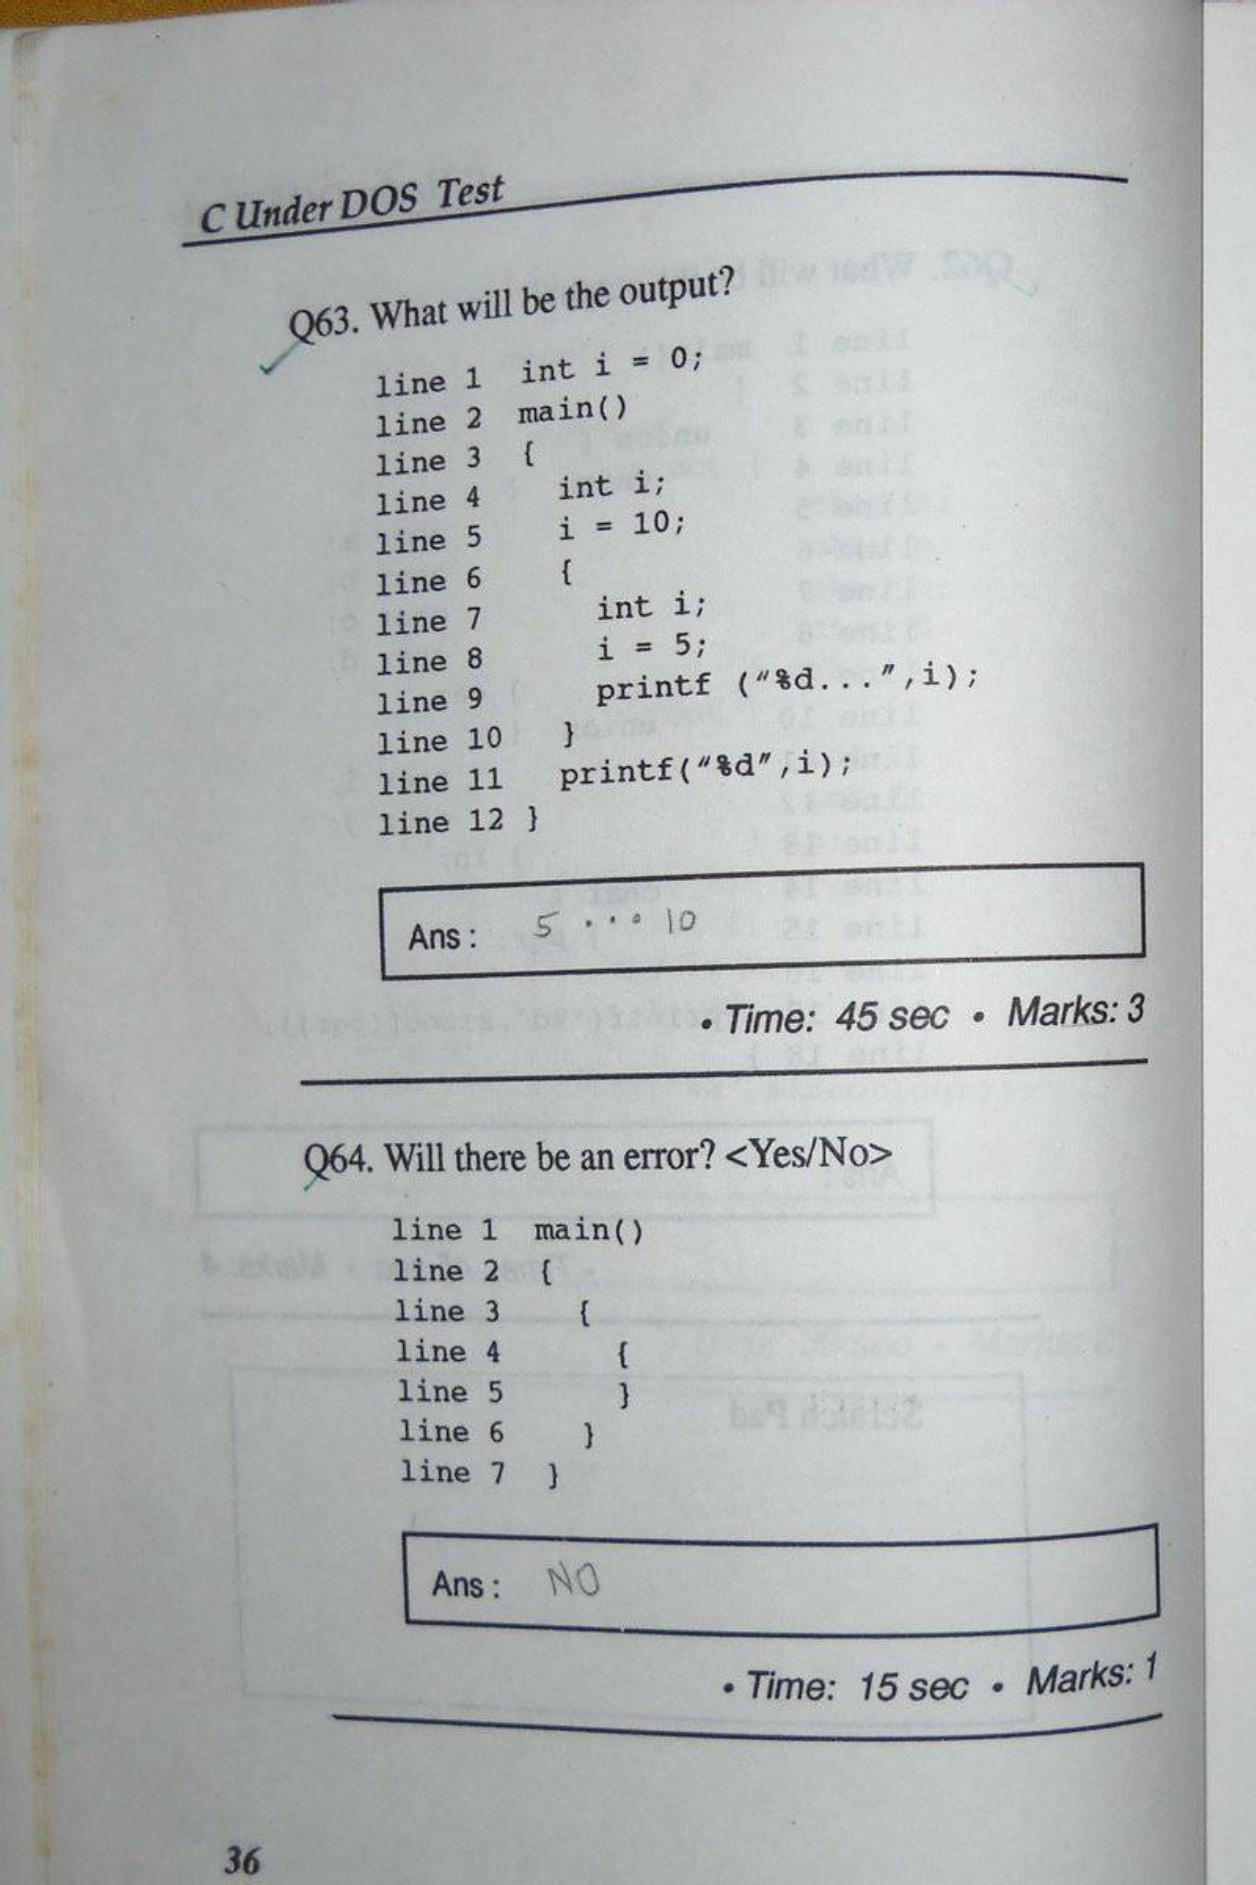 C Under DOS Test
Q63. What will be the output?
line 1 int i = 0;
line 2 main()
line 3 {
line 4 int i;
line 5 i = 10;
line 6 {
line 7 int i;
line 8 i = 5;
line 9 printf (“%d...”,i);
line 10 }
line 11 printf(“%d”,i);
line 12 }
Ans : 5 ... 10
• Time: 45 sec • Marks: 3
Q64. Will there be an error? <Yes/No>
line 1 main()
line 2 {
line 3 {
line 4 {
line 5 }
line 6 }
line 7 }
Ans : NO
• Time: 15 sec • Marks: 1
36